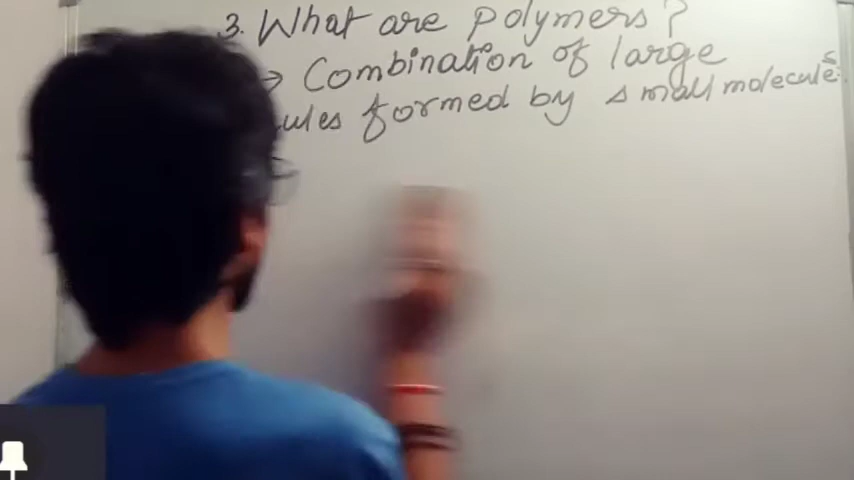 3. What are polymers?
→ Combination of large
ules formed by small molecules.